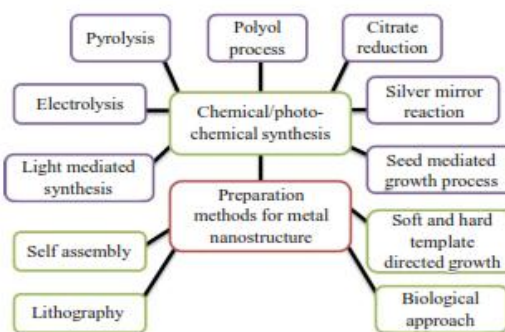 Pyrolysis
Polyol
process
Citrate
reduction
Electrolysis
Chemical/photo-
chemical synthesis
Silver mirror
reaction
Light mediated
synthesis
Seed mediated
growth process
Preparation
methods for metal
nanostructure
Self assembly
Soft and hard
template
directed growth
Lithography
Biological
approach